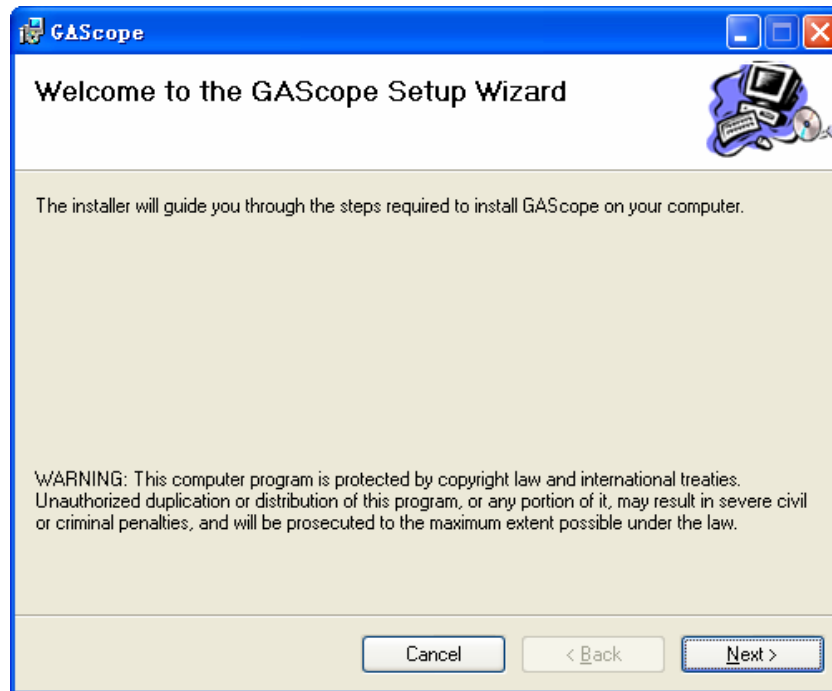 GAScope
Welcome to the GAScope Setup Wizard
The installer will guide you through the steps required to install GAScope on your computer.
WARNING: This computer program is protected by copyright law and international treaties.
Unauthorized duplication or distribution of this program, or any portion of it, may result in severe civil
or criminal penalties, and will be prosecuted to the maximum extent possible under the law.
Cancel < Back Next >